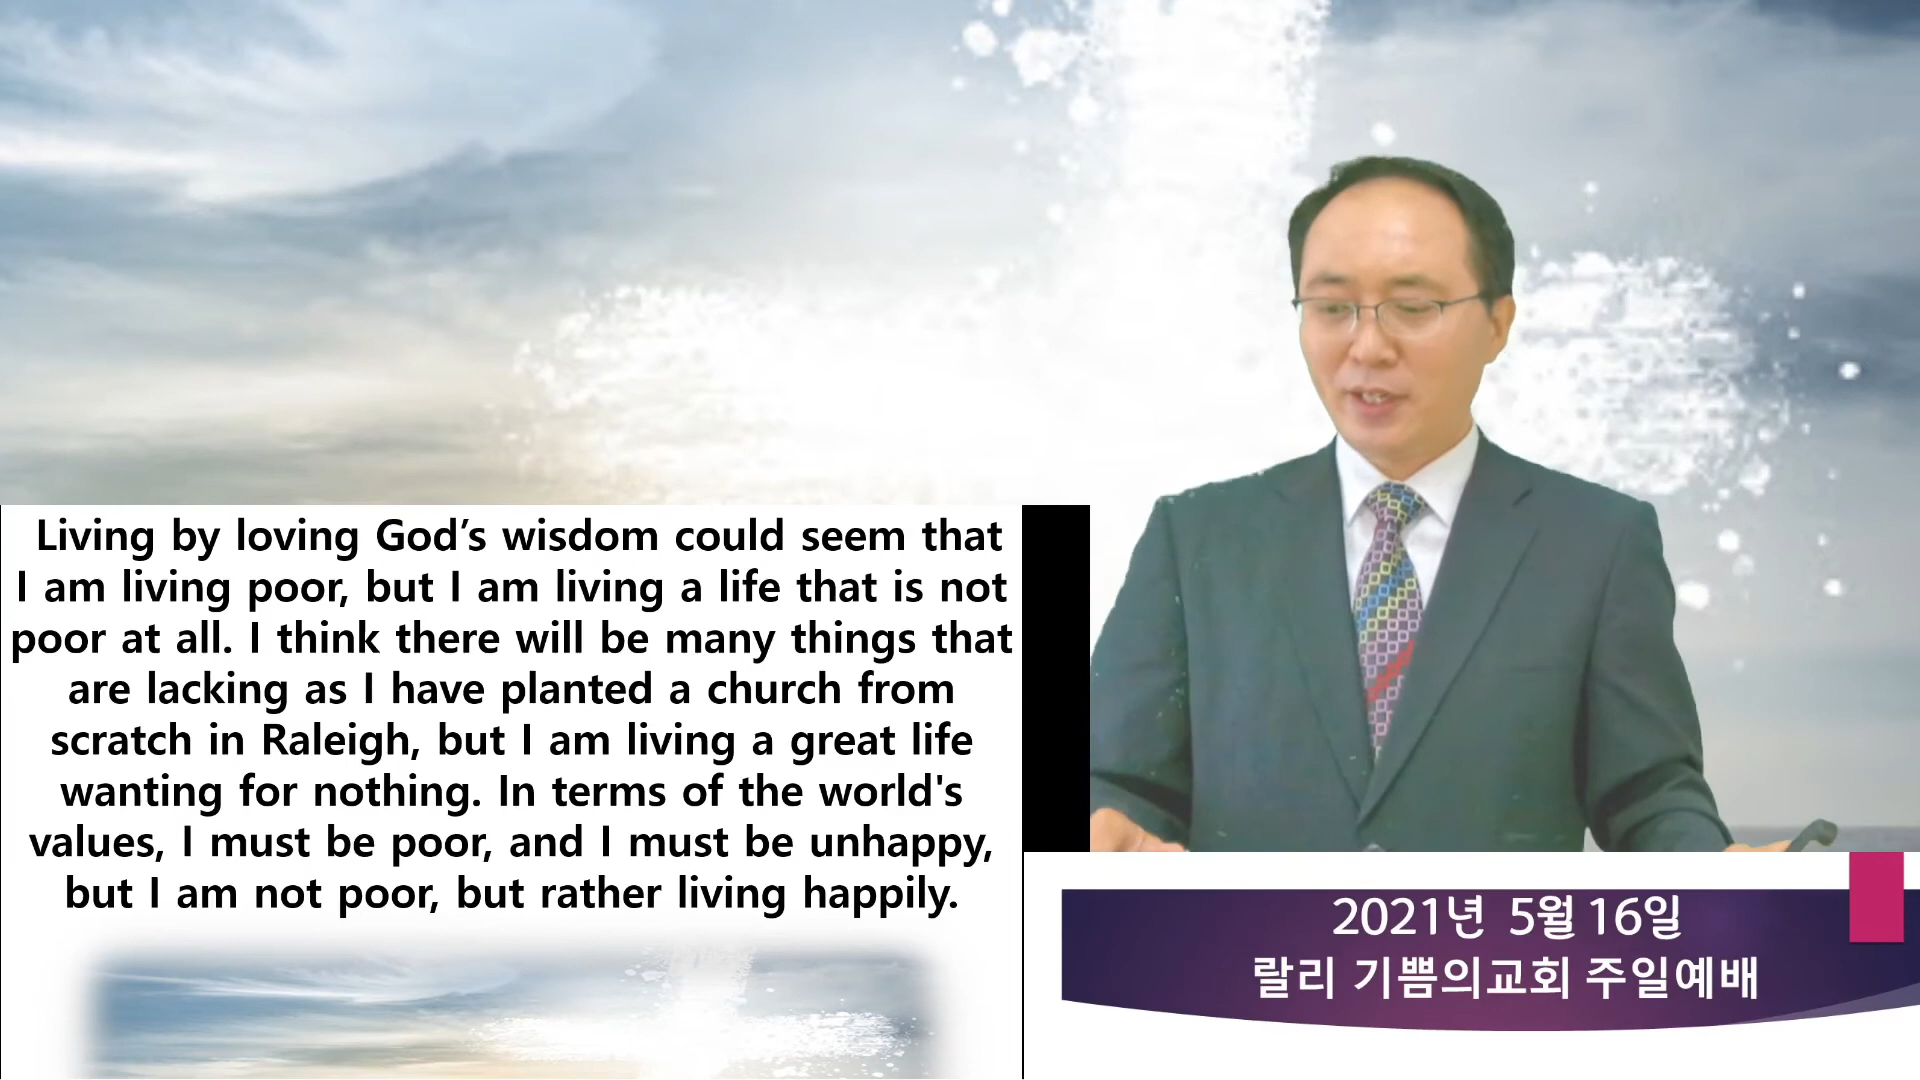 Living by loving God’s wisdom could seem that
I am living poor, but I am living a life that is not
poor at all. I think there will be many things that
are lacking as I have planted a church from
scratch in Raleigh, but I am living a great life
wanting for nothing. In terms of the world's
values, I must be poor, and I must be unhappy,
but I am not poor, but rather living happily.
2021년 5월 16일
랄리 기쁨의교회 주일예배